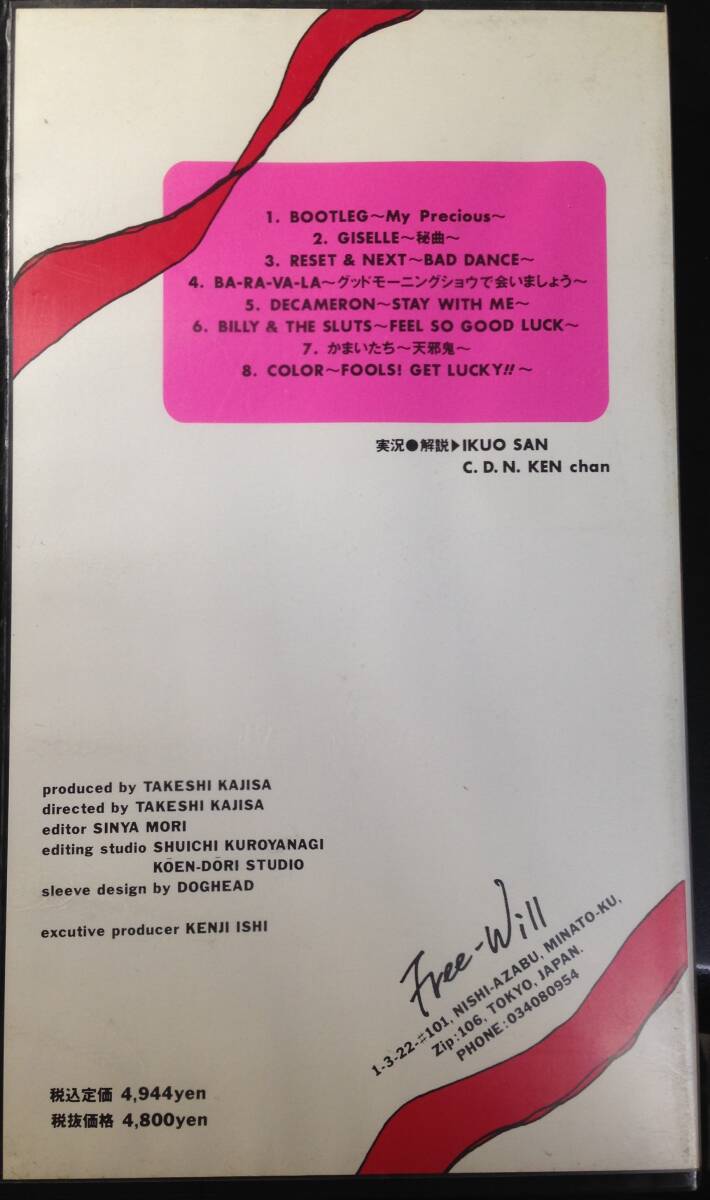 1. BOOTLEG～My Precious～
2. GISELLE～秘曲～
3. RESET & NEXT～BAD DANCE～
4. BA-RA-VA-LA～グッドモーニングショウで会いましょう～
5. DECAMERON～STAY WITH ME～
6. BILLY & THE SLUTS～FEEL SO GOOD LUCK～
7. かまいたち～天邪鬼～
8. COLOR～FOOLS! GET LUCKY!!～
実況●解説▶IKUO SAN
C.D.N. KEN chan
produced by TAKESHI KAJISA
directed by TAKESHI KAJISA
editor SINYA MORI
editing studio SHUICHI KUROYANAGI
KŌEN-DŌRI STUDIO
sleeve design by DOGHEAD
excutive producer KENJI ISHI
Free-Will
1-3-22-#101, NISHI-AZABU, MINATO-KU,
Zip:106, TOKYO, JAPAN.
PHONE:034080954
税込定価 4,944yen
税抜価格 4,800yen